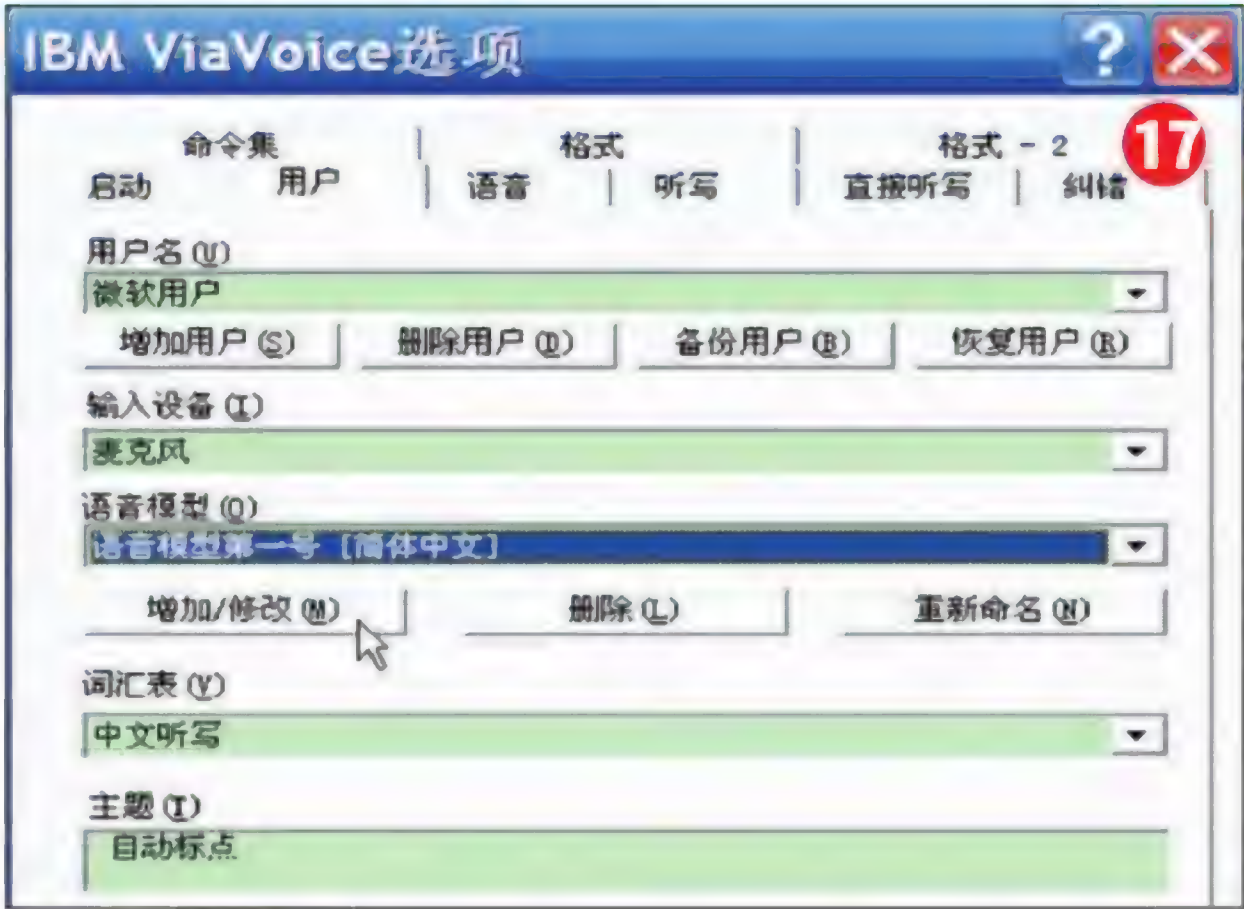 IBM ViaVoice选项
17
命令集 格式 格式 - 2
启动 用户 语音 听写 直接听写 纠错
用户名(U)
微软用户
增加用户(S) 删除用户(D) 备份用户(B) 恢复用户(R)
输入设备(I)
麦克风
语音模型(O)
语音模型第一号 [简体中文]
增加/修改(M) 删除(L) 重新命名(N)
词汇表(V)
中文听写
主题(T)
自动标点